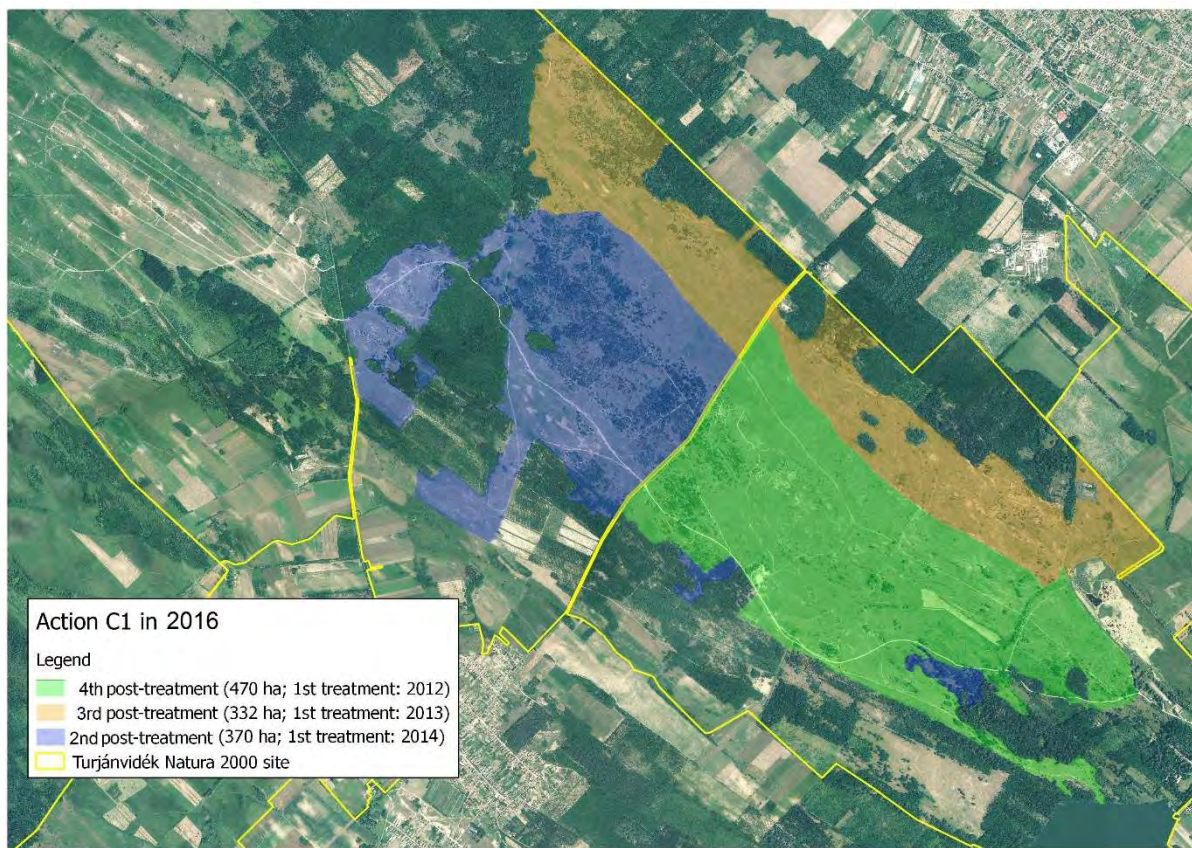 Action C1 in 2016
Legend
4th post-treatment (470 ha; 1st treatment: 2012)
3rd post-treatment (332 ha; 1st treatment: 2013)
2nd post-treatment (370 ha; 1st treatment: 2014)
Turjánvidék Natura 2000 site